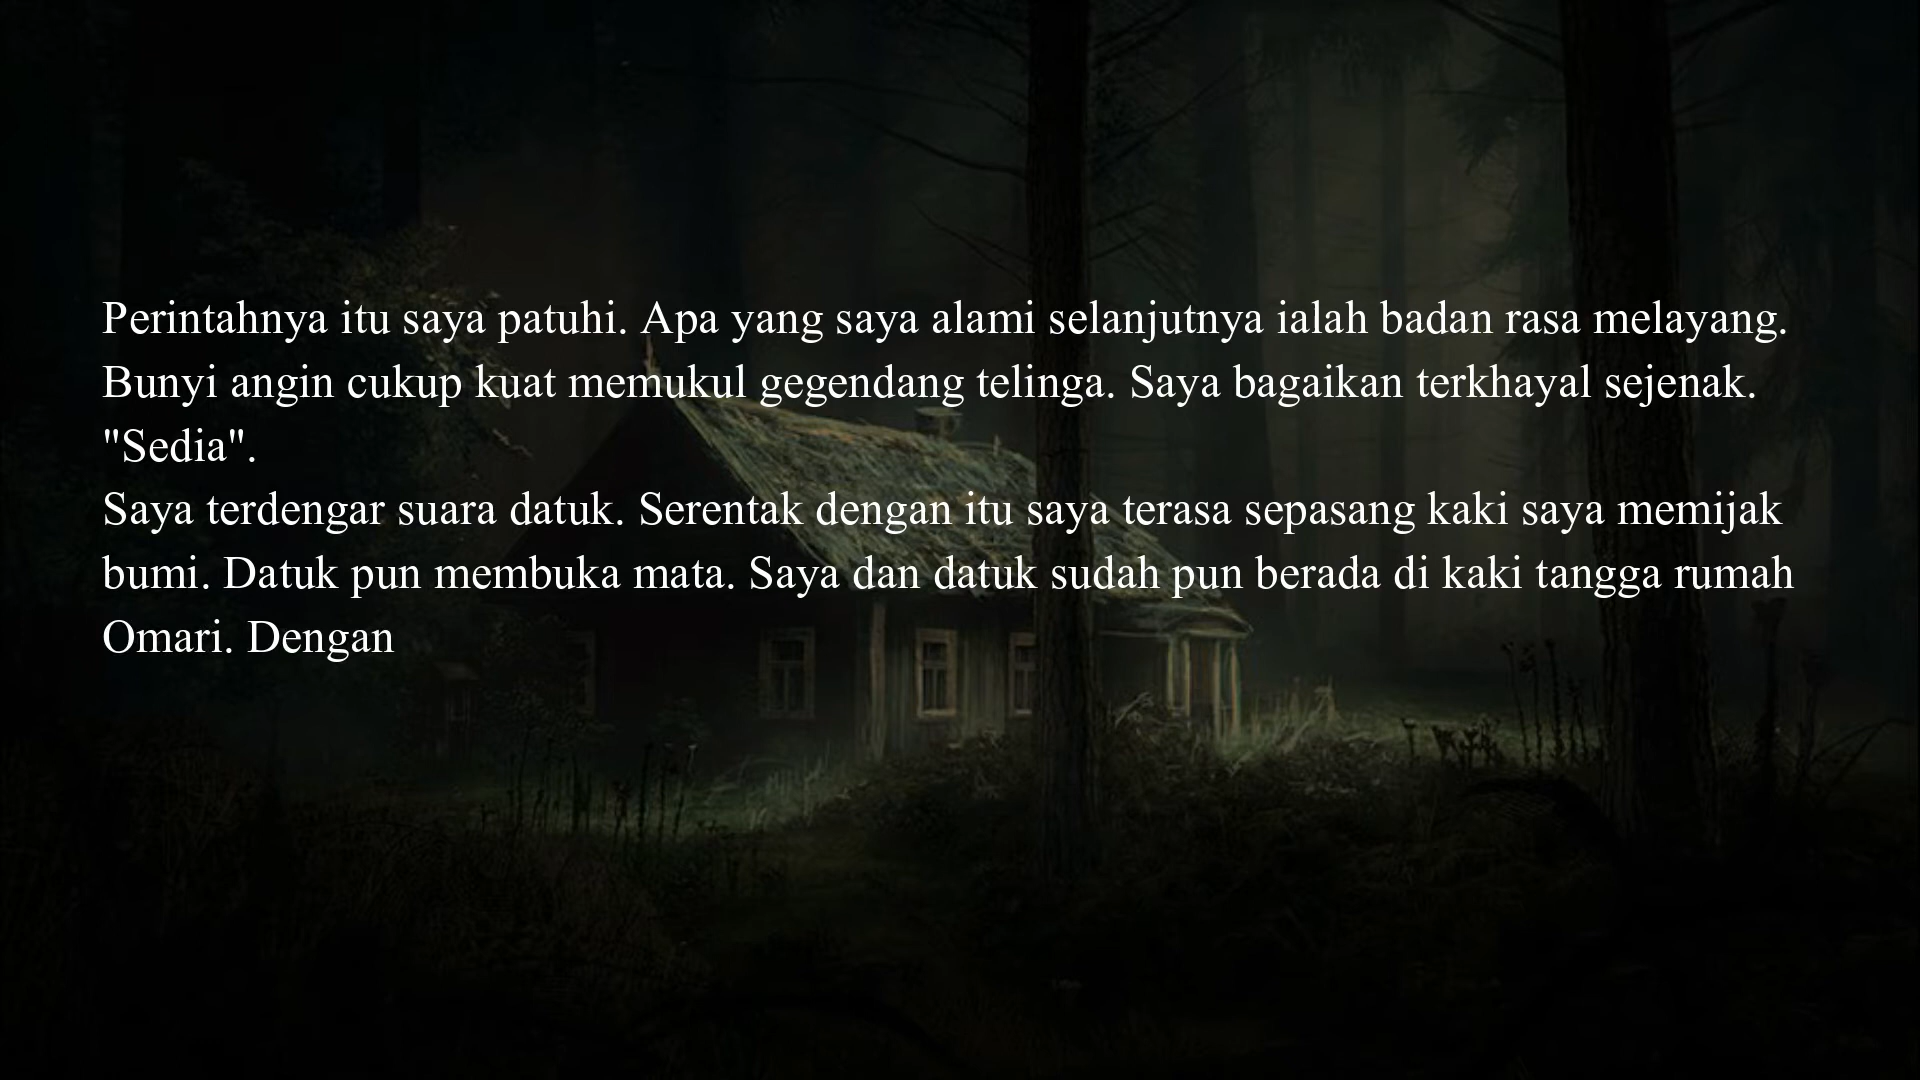 Perintahnya itu saya patuhi. Apa yang saya alami selanjutnya ialah badan rasa melayang.
Bunyi angin cukup kuat memukul gegendang telinga. Saya bagaikan terkhayal sejenak.
"Sedia".
Saya terdengar suara datuk. Serentak dengan itu saya terasa sepasang kaki saya memijak
bumi. Datuk pun membuka mata. Saya dan datuk sudah pun berada di kaki tangga rumah
Omari. Dengan